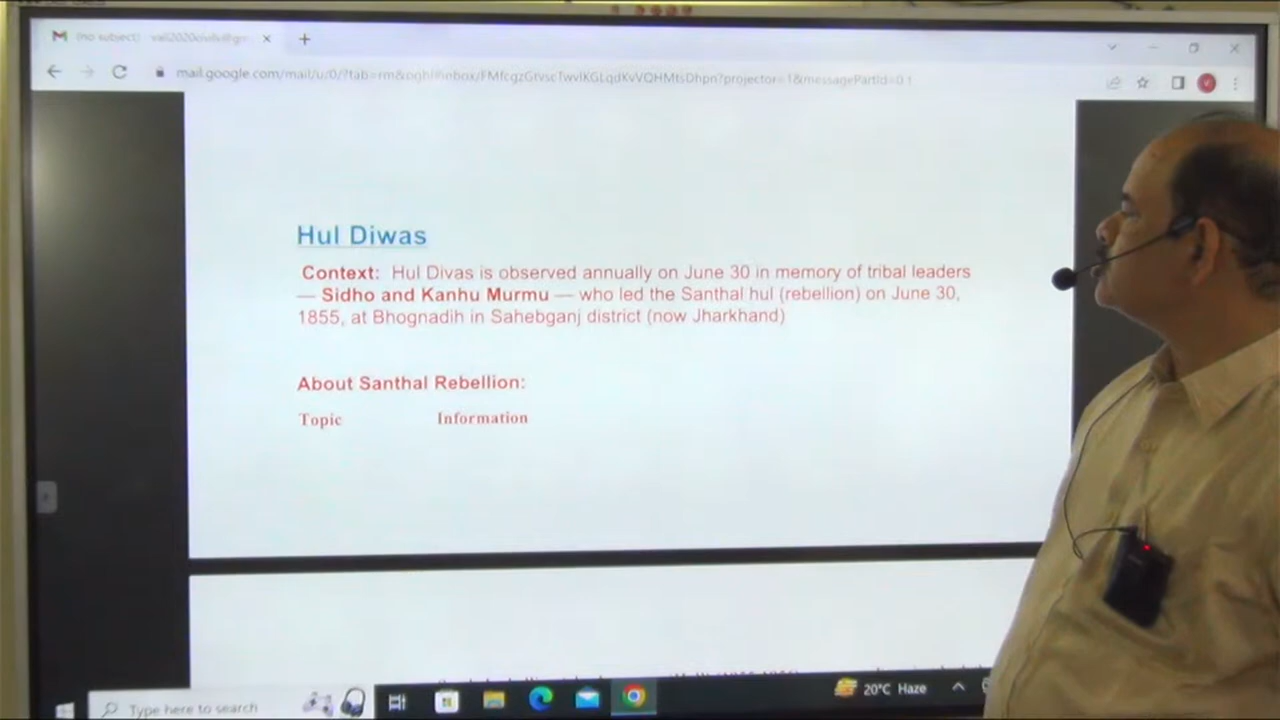 (no subject)
mail.google.com/mail/u/0/
Hul Diwas
Context: Hul Divas is observed annually on June 30 in memory of tribal leaders
— Sidho and Kanhu Murmu — who led the Santhal hul (rebellion) on June 30,
1855, at Bhognadih in Sahebganj district (now Jharkhand)
About Santhal Rebellion:
Topic Information
Type here to search
20°C Haze